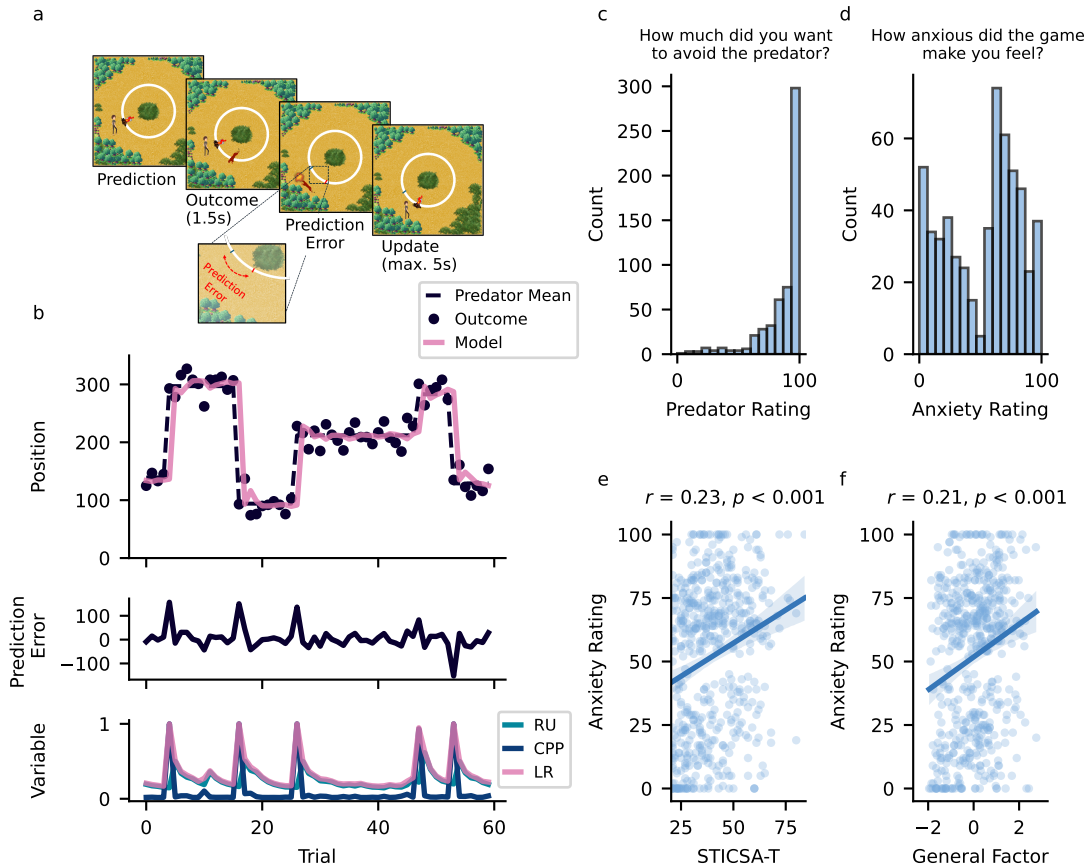 a
Prediction
Outcome
(1.5s)
Prediction
Error
Update
(max. 5s)
Prediction
Error
b
Predator Mean
Outcome
Model
300
200
100
0
Position
100
0
−100
Prediction
Error
1
0
Variable
RU
CPP
LR
0
20
40
60
Trial
c
How much did you want
to avoid the predator?
300
250
200
150
100
50
0
Count
0
100
Predator Rating
d
How anxious did the game
make you feel?
60
40
20
0
Count
0
100
Anxiety Rating
e
r = 0.23, p < 0.001
100
75
50
25
0
Anxiety Rating
25
50
75
STICSA-T
f
r = 0.21, p < 0.001
100
75
50
25
0
Anxiety Rating
−2
0
2
General Factor